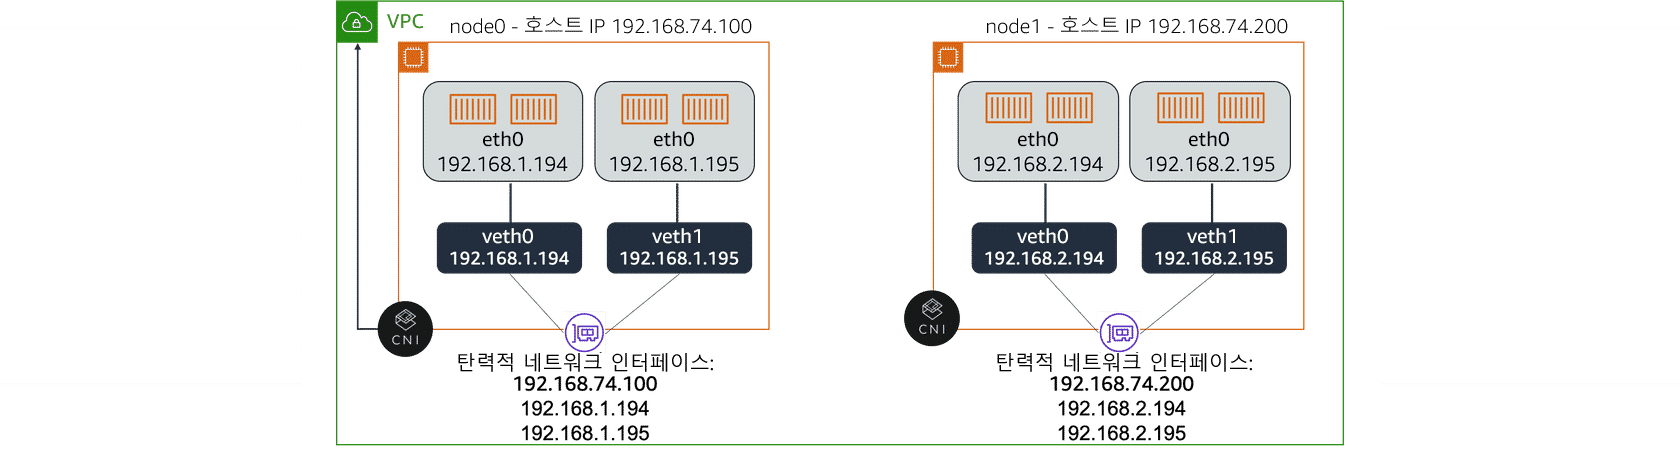 VPC
node0 - 호스트 IP 192.168.74.100
eth0
192.168.1.194
eth0
192.168.1.195
veth0
192.168.1.194
veth1
192.168.1.195
CNI
탄력적 네트워크 인터페이스:
192.168.74.100
192.168.1.194
192.168.1.195
node1 - 호스트 IP 192.168.74.200
eth0
192.168.2.194
eth0
192.168.2.195
veth0
192.168.2.194
veth1
192.168.2.195
CNI
탄력적 네트워크 인터페이스:
192.168.74.200
192.168.2.194
192.168.2.195